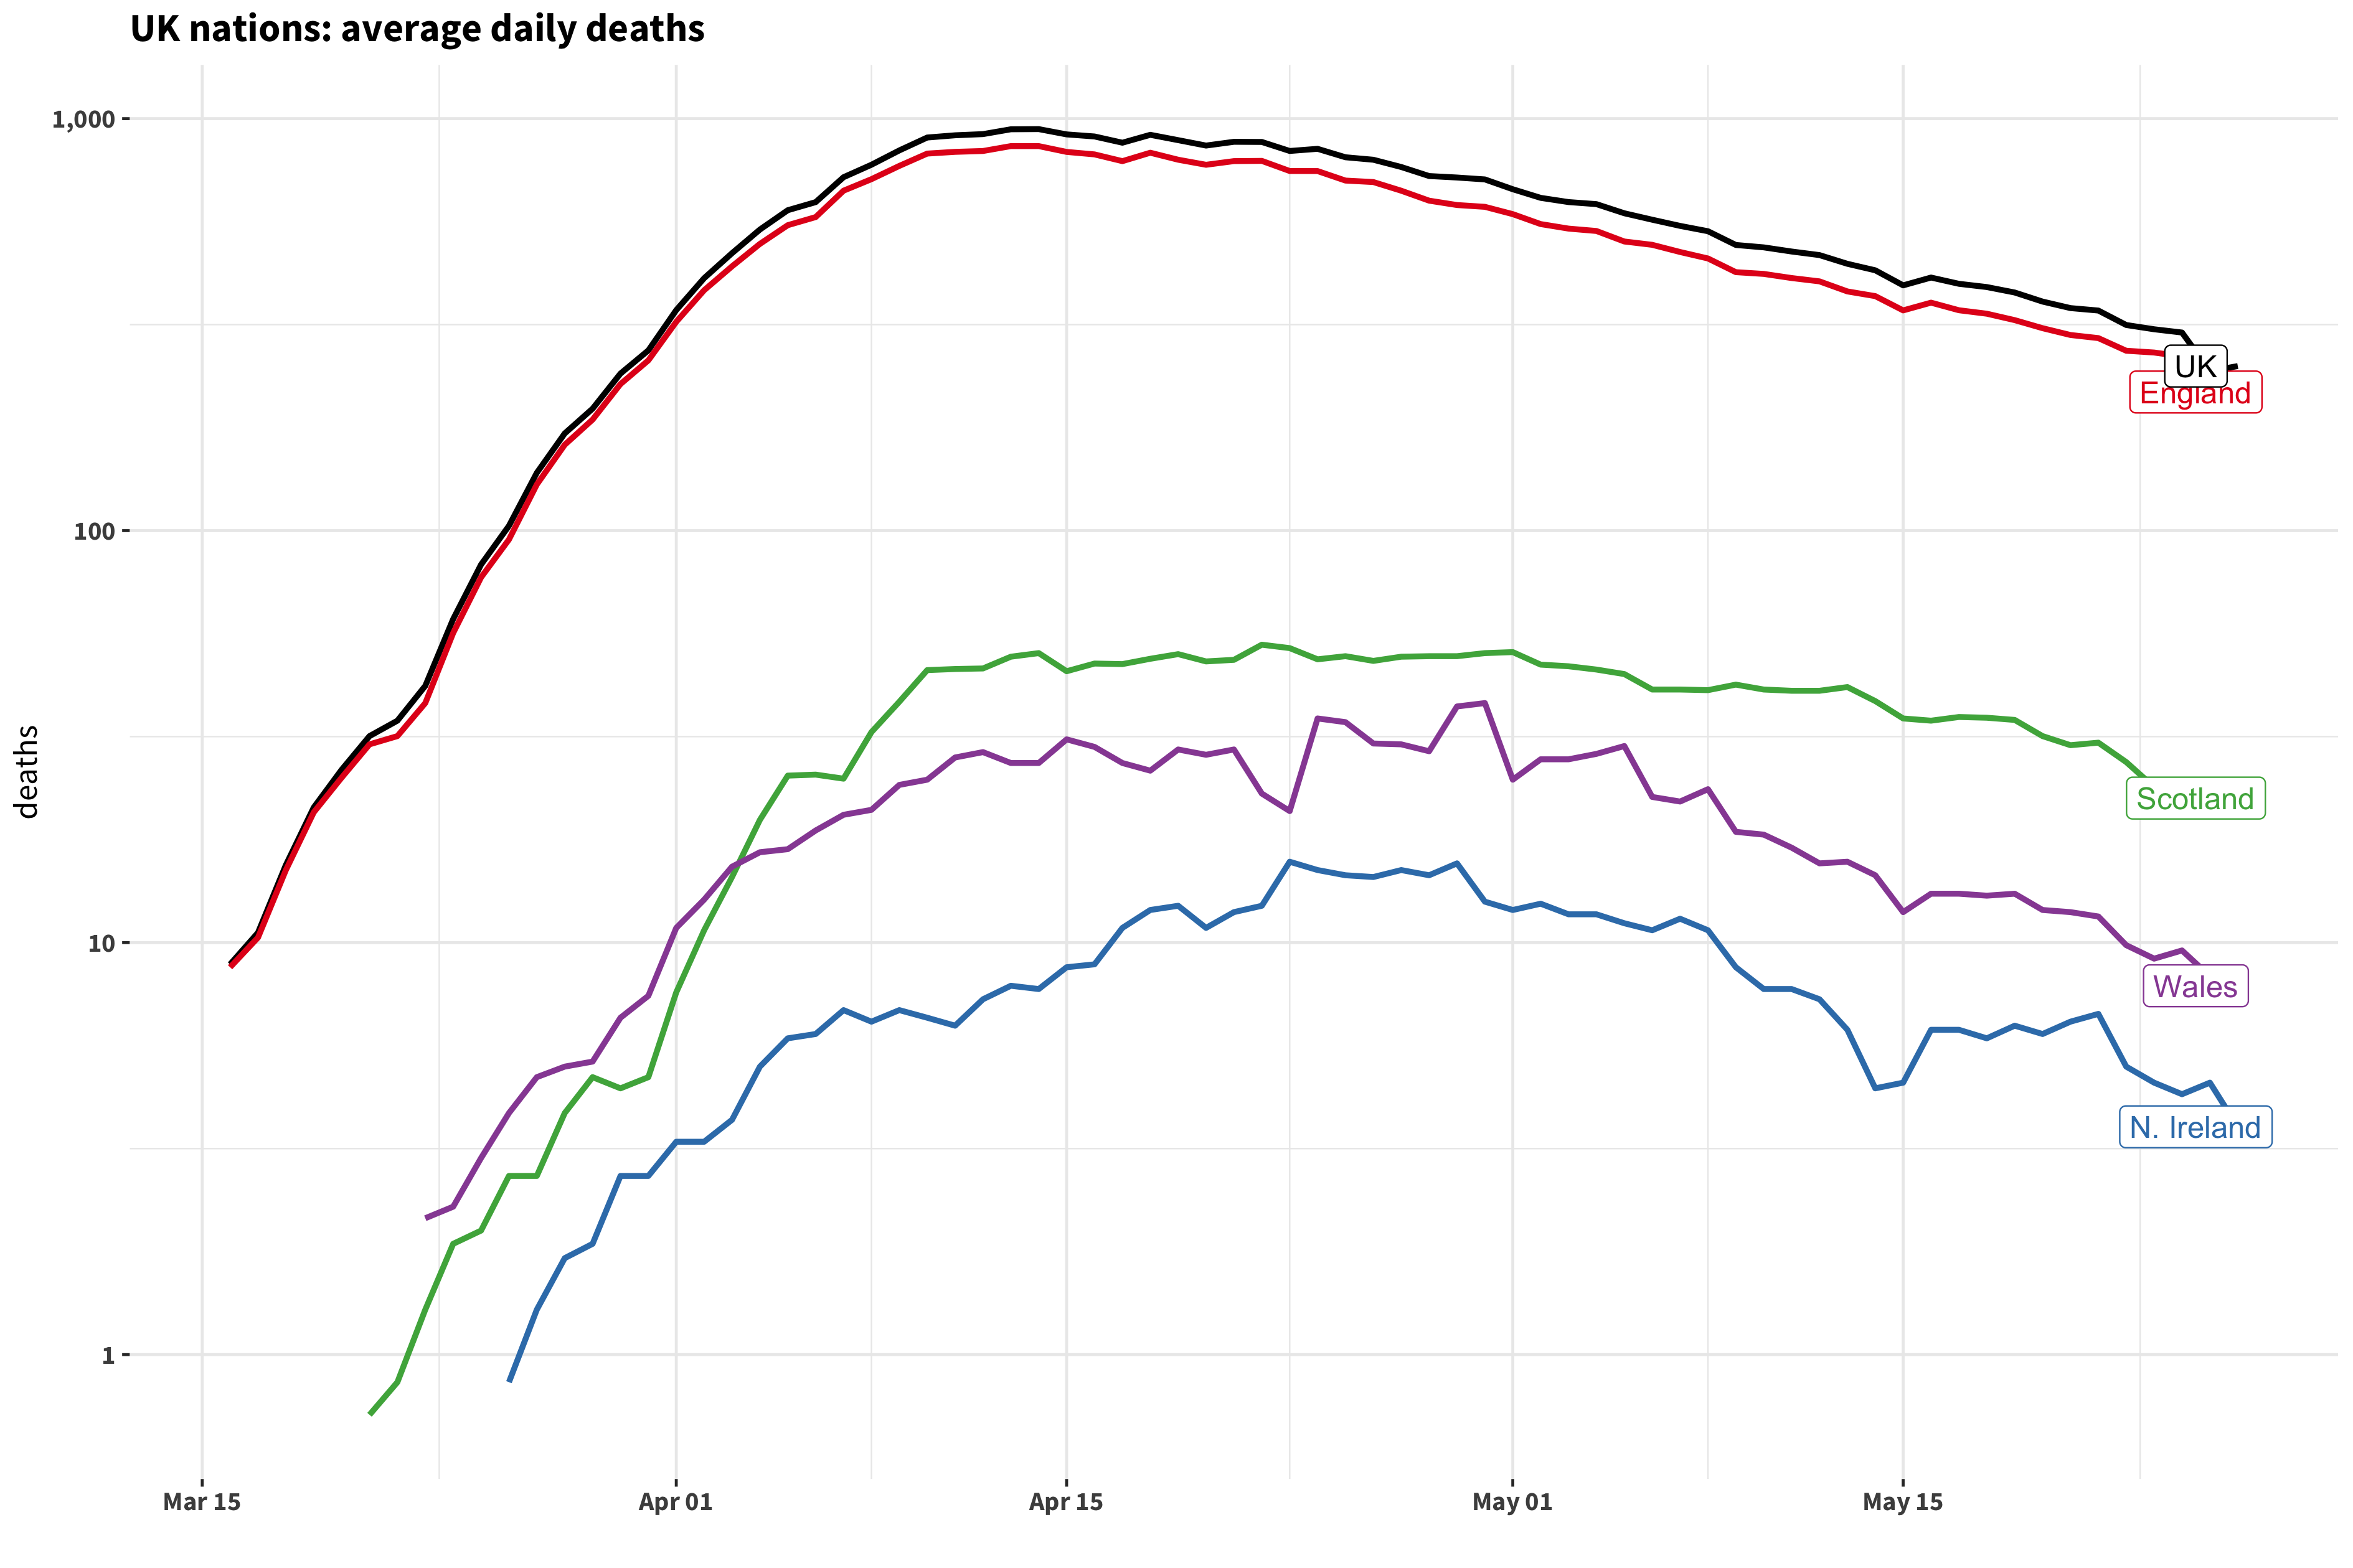 UK nations: average daily deaths
1,000
100
10
1
deaths
UK
England
Scotland
Wales
N. Ireland
Mar 15
Apr 01
Apr 15
May 01
May 15